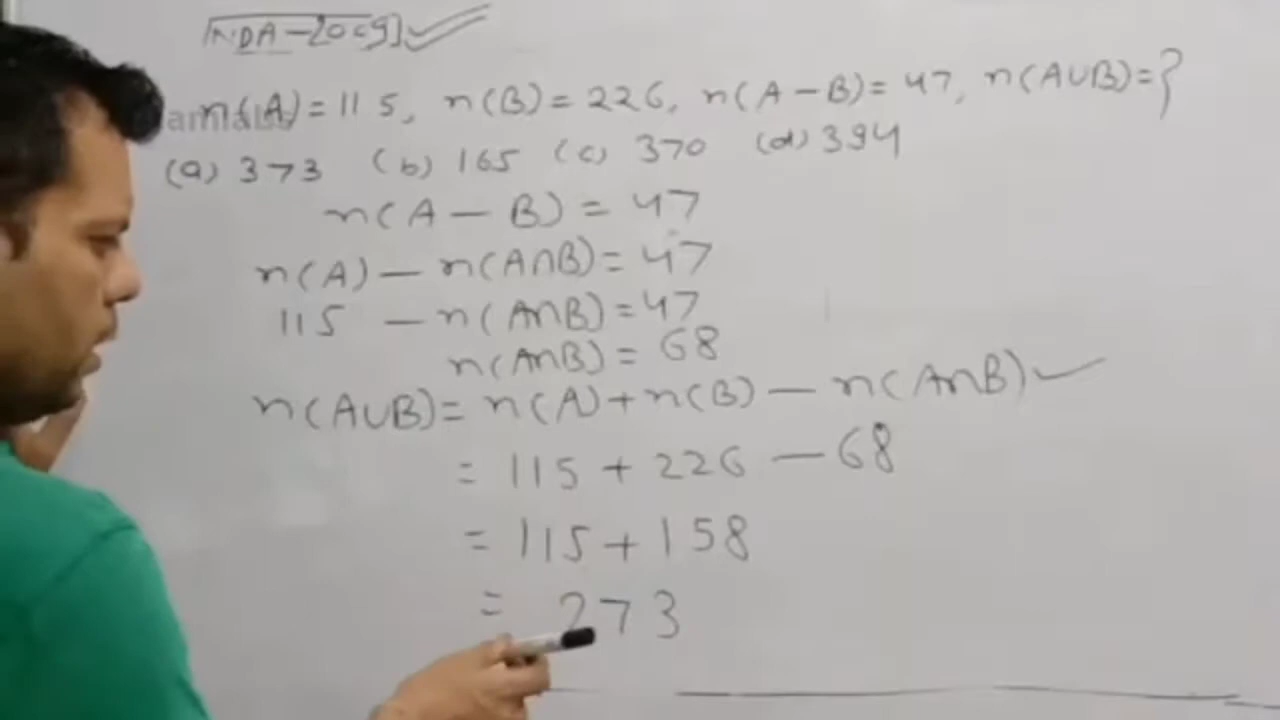 NDA-2009
n(A) = 115, n(B) = 226, n(A - B) = 47, n(A∪B) = ?
(a) 373 (b) 165 (c) 370 (d) 394
n(A - B) = 47
n(A) - n(A∩B) = 47
115 - n(A∩B) = 47
n(A∩B) = 68
n(A∪B) = n(A) + n(B) - n(A∩B)
= 115 + 226 - 68
= 115 + 158
= 273